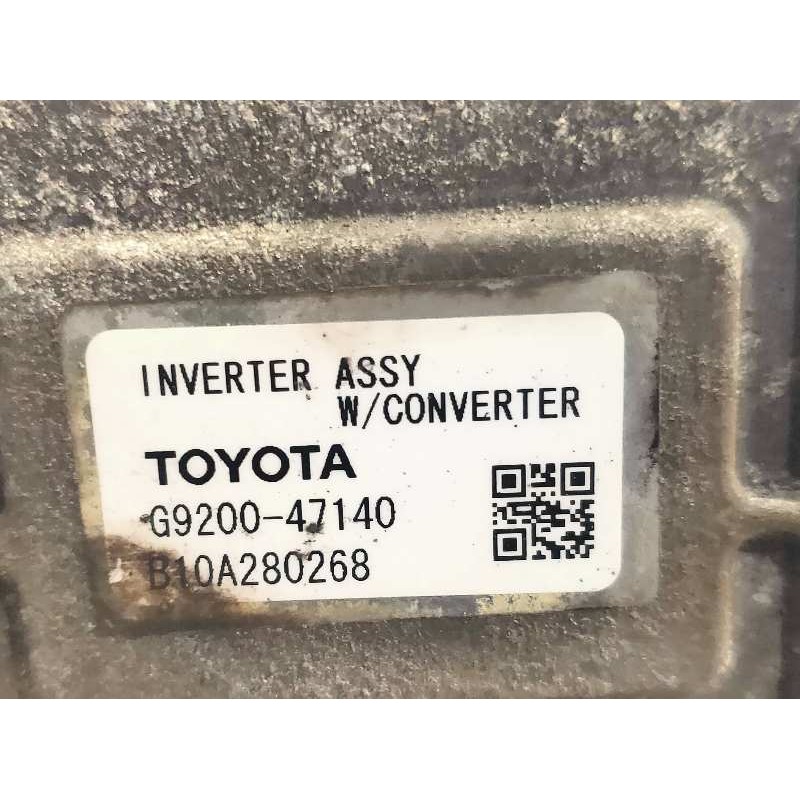 INVERTER ASSY
W/CONVERTER
TOYOTA
G9200-47140
B10A280268